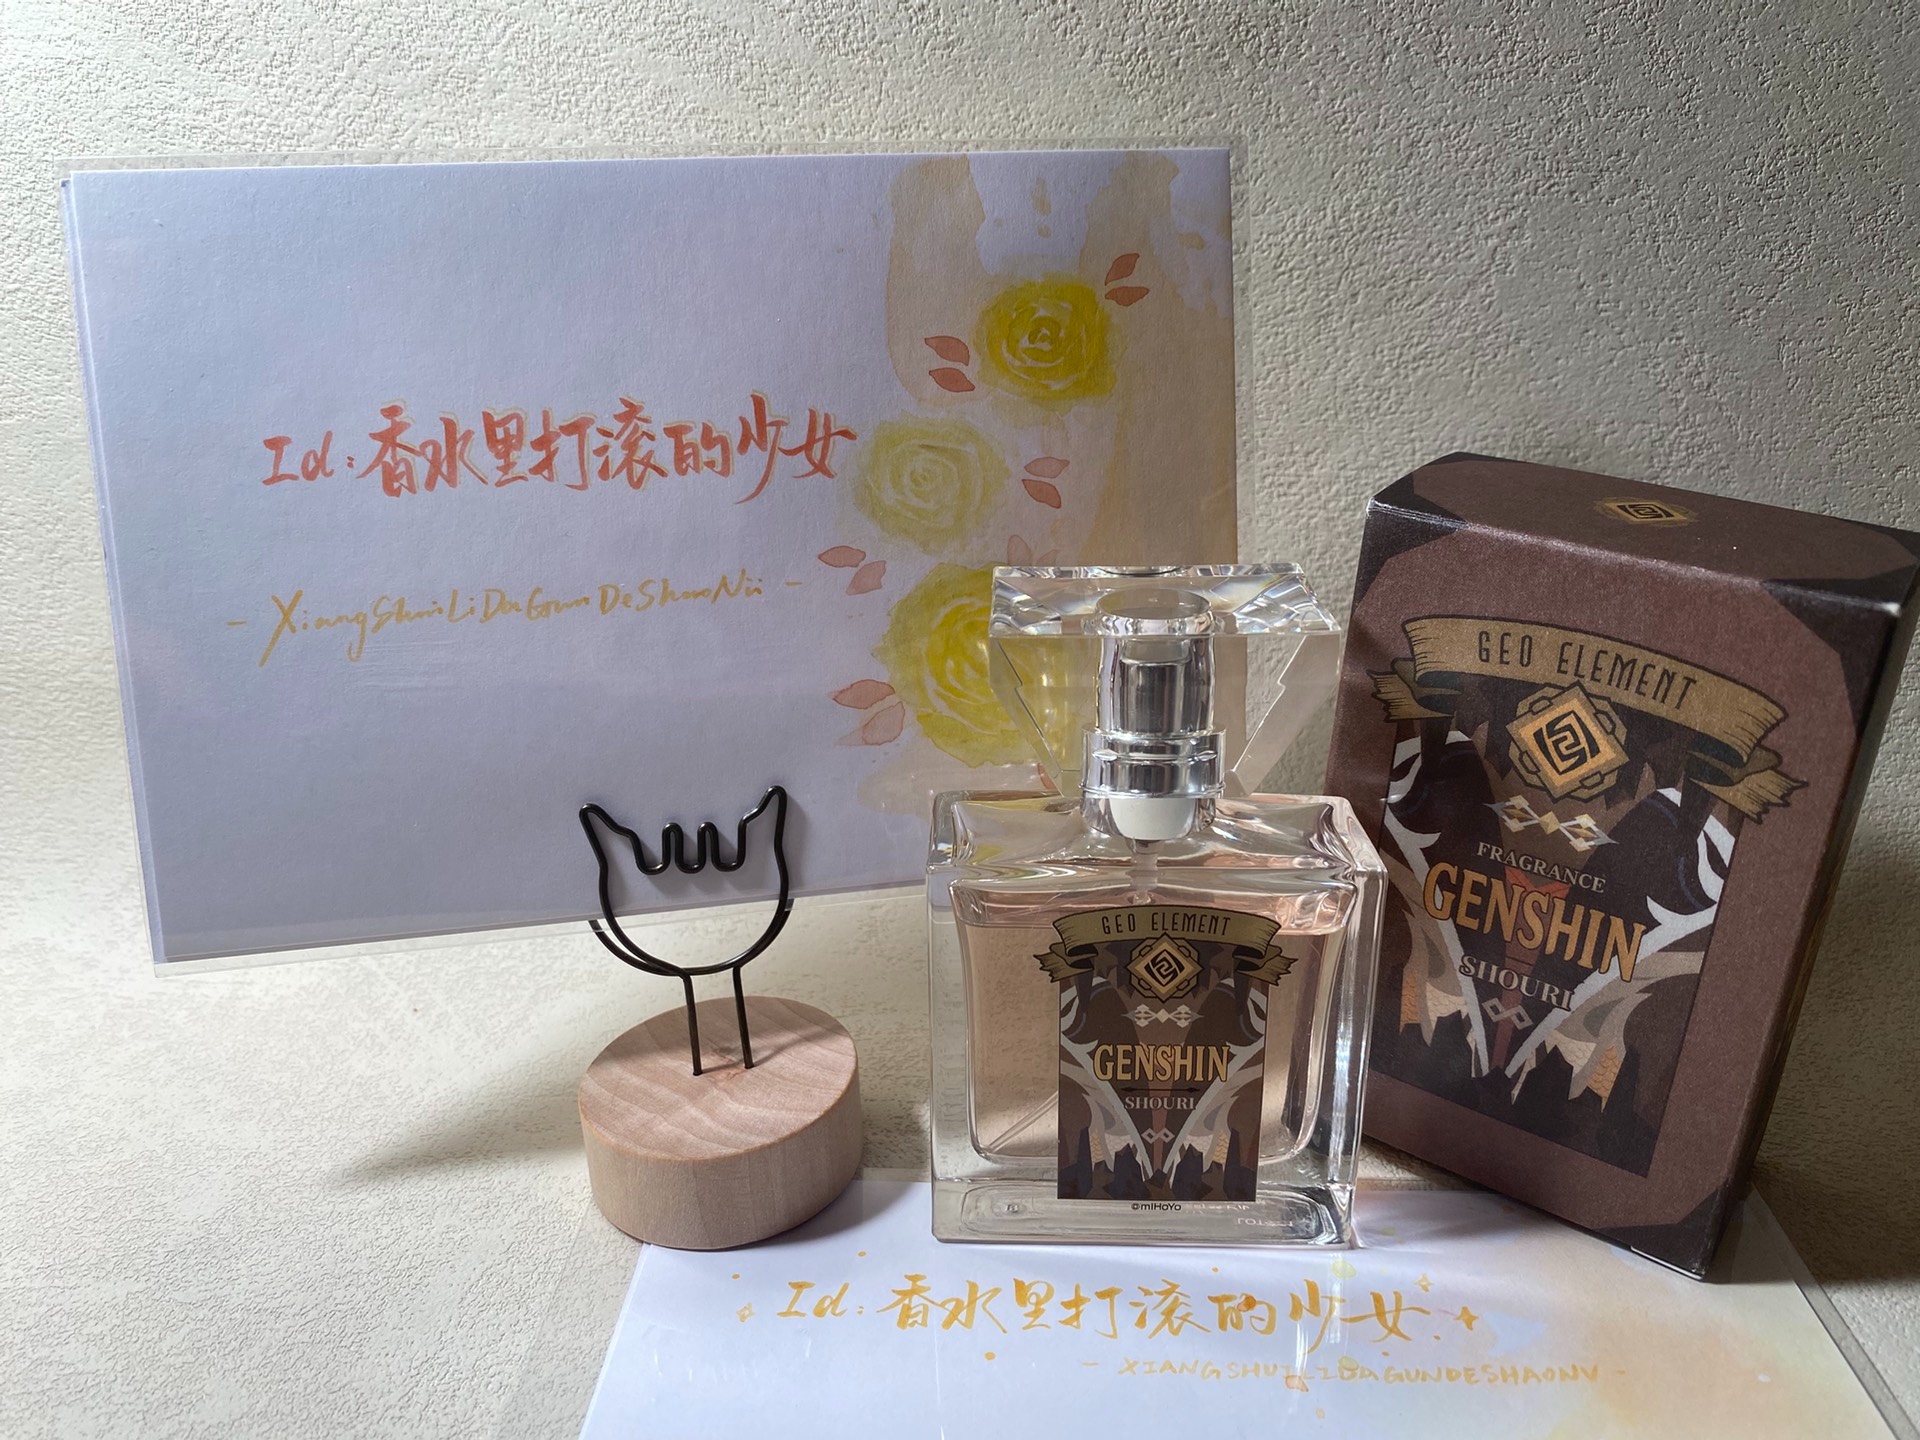 Id:香水里打滚的少女
- XiangShuiLiDaGunDeShaoNü -
GEO ELEMENT
FRAGRANCE
GENSHIN
SHOURI
GEO ELEMENT
GENSHIN
SHOURI
©miHoYo
Id:香水里打滚的少女
- XIANGSHUILIDAGUNDESHAONV -